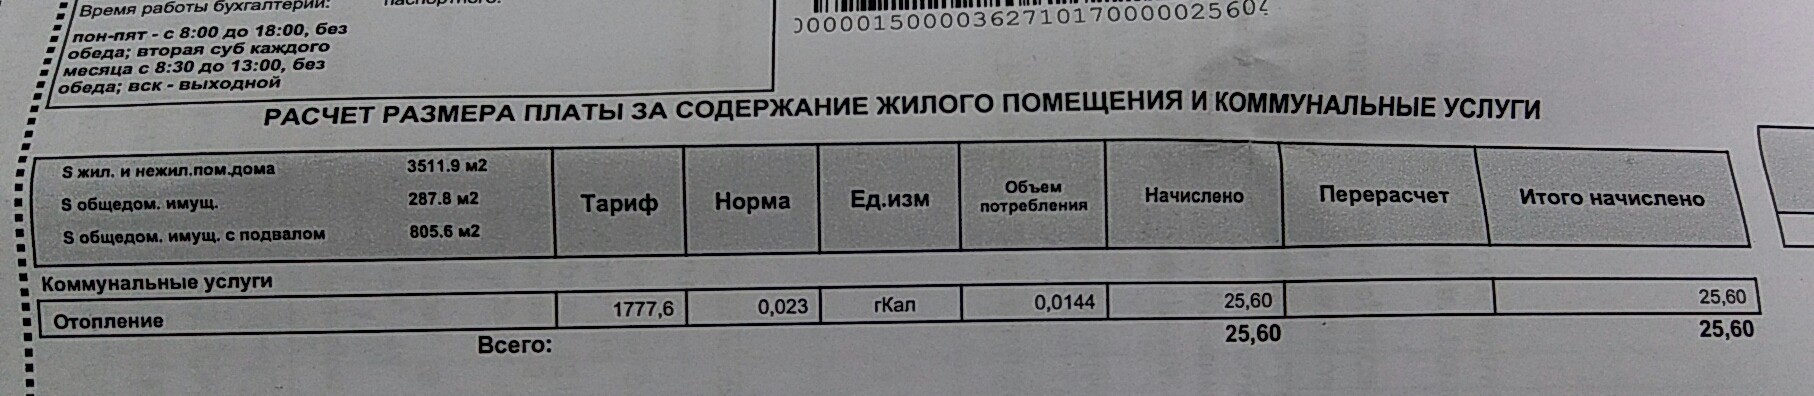 Время работы бухгалтерии:
пон-пят - с 8:00 до 18:00, без
обеда; вторая суб каждого
месяца с 8:30 до 13:00, без
обеда; вск - выходной
00000150000362710170000025604
РАСЧЕТ РАЗМЕРА ПЛАТЫ ЗА СОДЕРЖАНИЕ ЖИЛОГО ПОМЕЩЕНИЯ И КОММУНАЛЬНЫЕ УСЛУГИ
S жил. и нежил.пом.дома 3511.9 м2
S общедом. имущ. 287.8 м2
S общедом. имущ. с подвалом 805.6 м2
Тариф
Норма
Ед.изм
Объем
потребления
Начислено
Перерасчет
Итого начислено
Коммунальные услуги
Отопление 1777,6 0,023 гКал 0,0144 25,60 25,60
Всего: 25,60 25,60